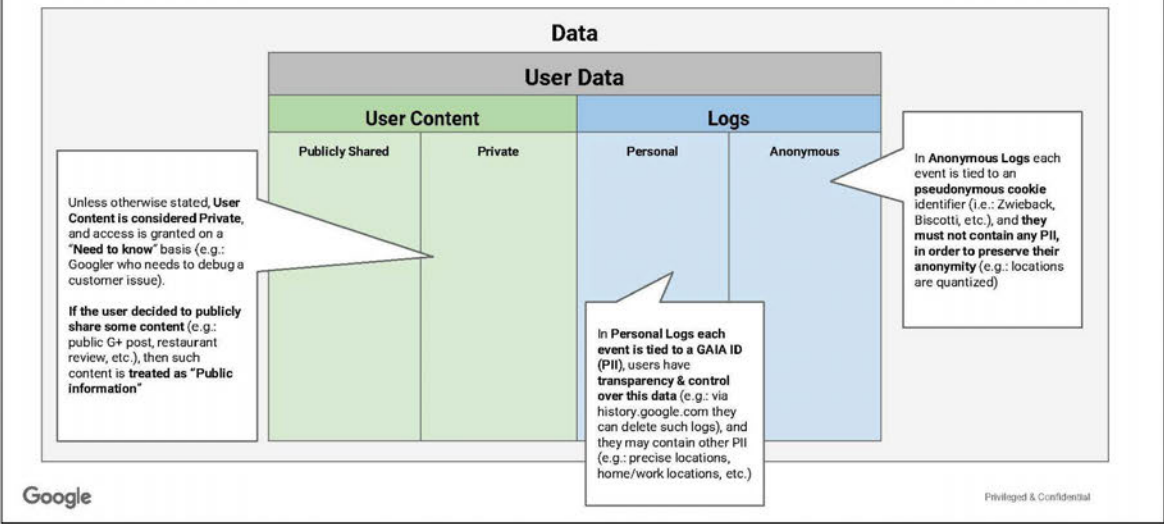 Data
User Data
User Content
Logs
Publicly Shared
Private
Personal
Anonymous
Unless otherwise stated, User
Content is considered Private,
and access is granted on a
"Need to know" basis (e.g.:
Googler who needs to debug a
customer issue).
If the user decided to publicly
share some content (e.g.:
public G+ post, restaurant
review, etc.), then such
content is treated as "Public
information"
In Personal Logs each
event is tied to a GAIA ID
(PII), users have
transparency & control
over this data (e.g.: via
history.google.com they
can delete such logs), and
they may contain other PII
(e.g.: precise locations,
home/work locations, etc.)
In Anonymous Logs each
event is tied to an
pseudonymous cookie
identifier (i.e.: Zwieback,
Biscotti, etc.), and they
must not contain any PII,
in order to preserve their
anonymity (e.g.: locations
are quantized)
Google
Privileged & Confidential